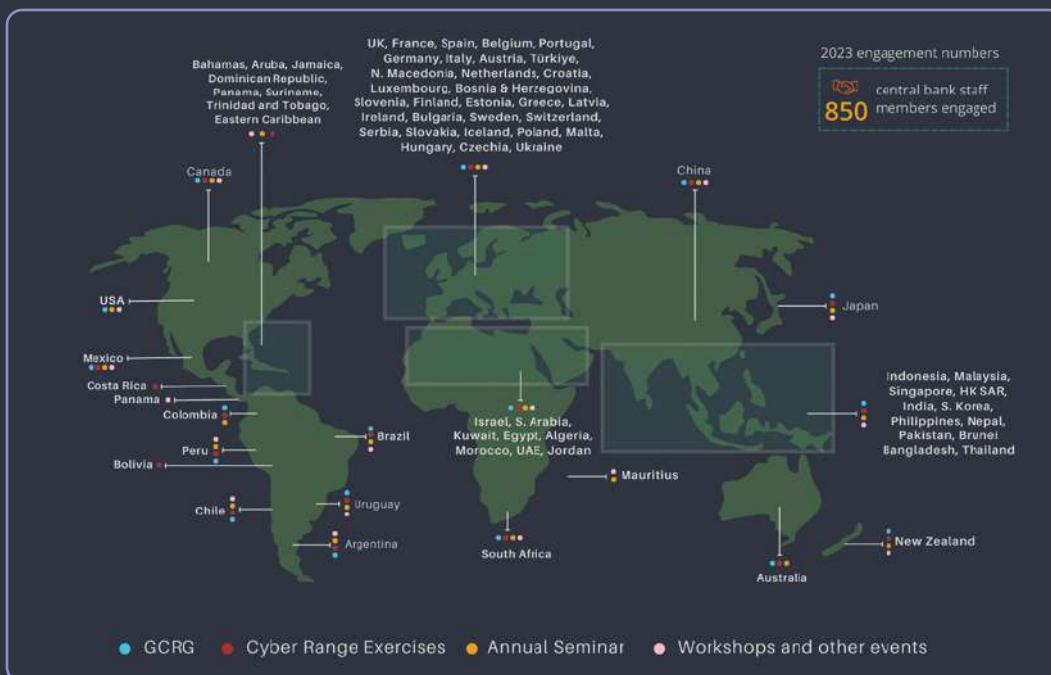 2023 engagement numbers
850
central bank staff
members engaged
UK, France, Spain, Belgium, Portugal,
Germany, Italy, Austria, Türkiye,
N. Macedonia, Netherlands, Croatia,
Luxembourg, Bosnia & Herzegovina,
Slovenia, Finland, Estonia, Greece, Latvia,
Ireland, Bulgaria, Sweden, Switzerland,
Serbia, Slovakia, Iceland, Poland, Malta,
Hungary, Czechia, Ukraine
Bahamas, Aruba, Jamaica,
Dominican Republic,
Panama, Suriname,
Trinidad and Tobago,
Eastern Caribbean
Canada
China
USA
Japan
Mexico
Costa Rica
Panama
Colombia
Peru
Bolivia
Brazil
Israel, S. Arabia,
Kuwait, Egypt, Algeria,
Morocco, UAE, Jordan
Indonesia, Malaysia,
Singapore, HK SAR,
India, S. Korea,
Philippines, Nepal,
Pakistan, Brunei
Bangladesh, Thailand
Mauritius
Chile
Uruguay
Argentina
South Africa
New Zealand
Australia
GCRG
Cyber Range Exercises
Annual Seminar
Workshops and other events